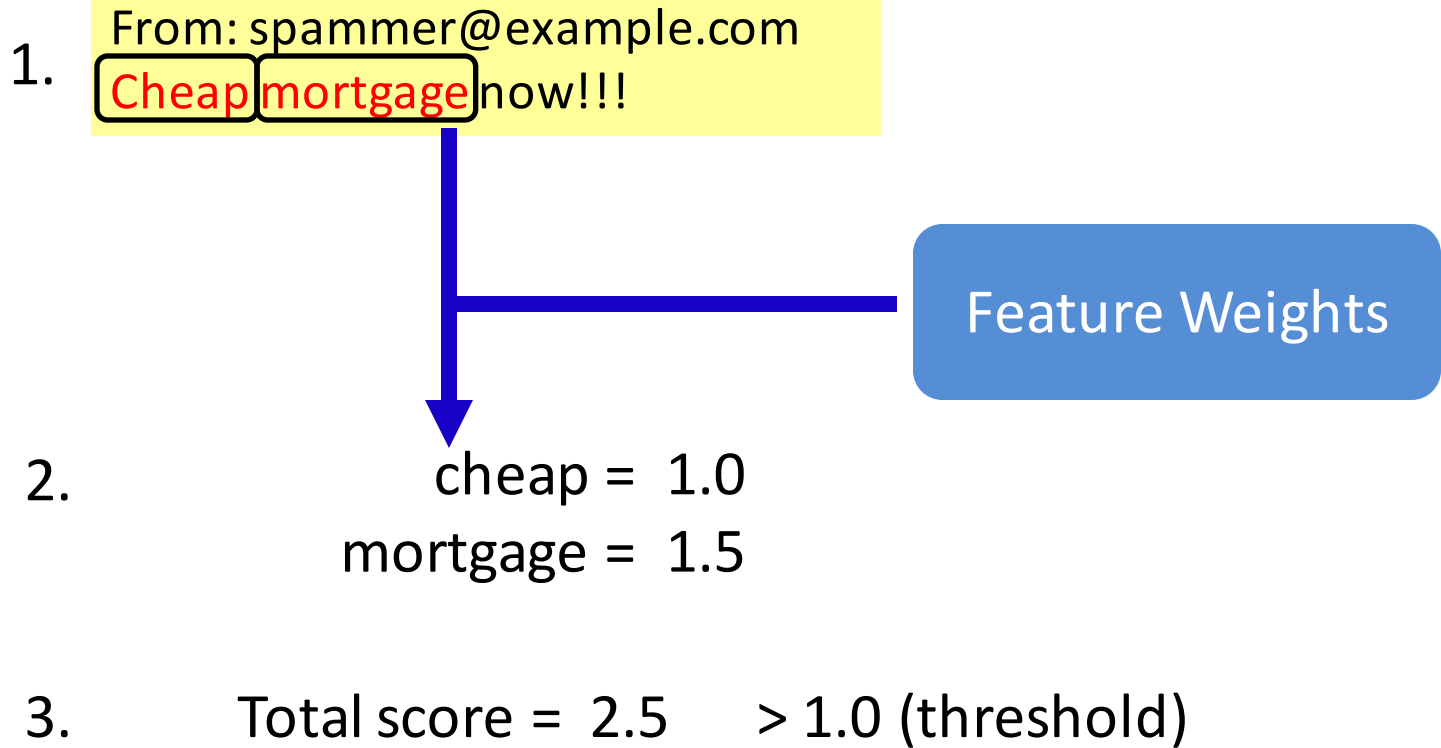 1.
From: spammer@example.com
Cheap mortgage now!!!
Feature Weights
2.
cheap = 1.0
mortgage = 1.5
3. Total score = 2.5 > 1.0 (threshold)